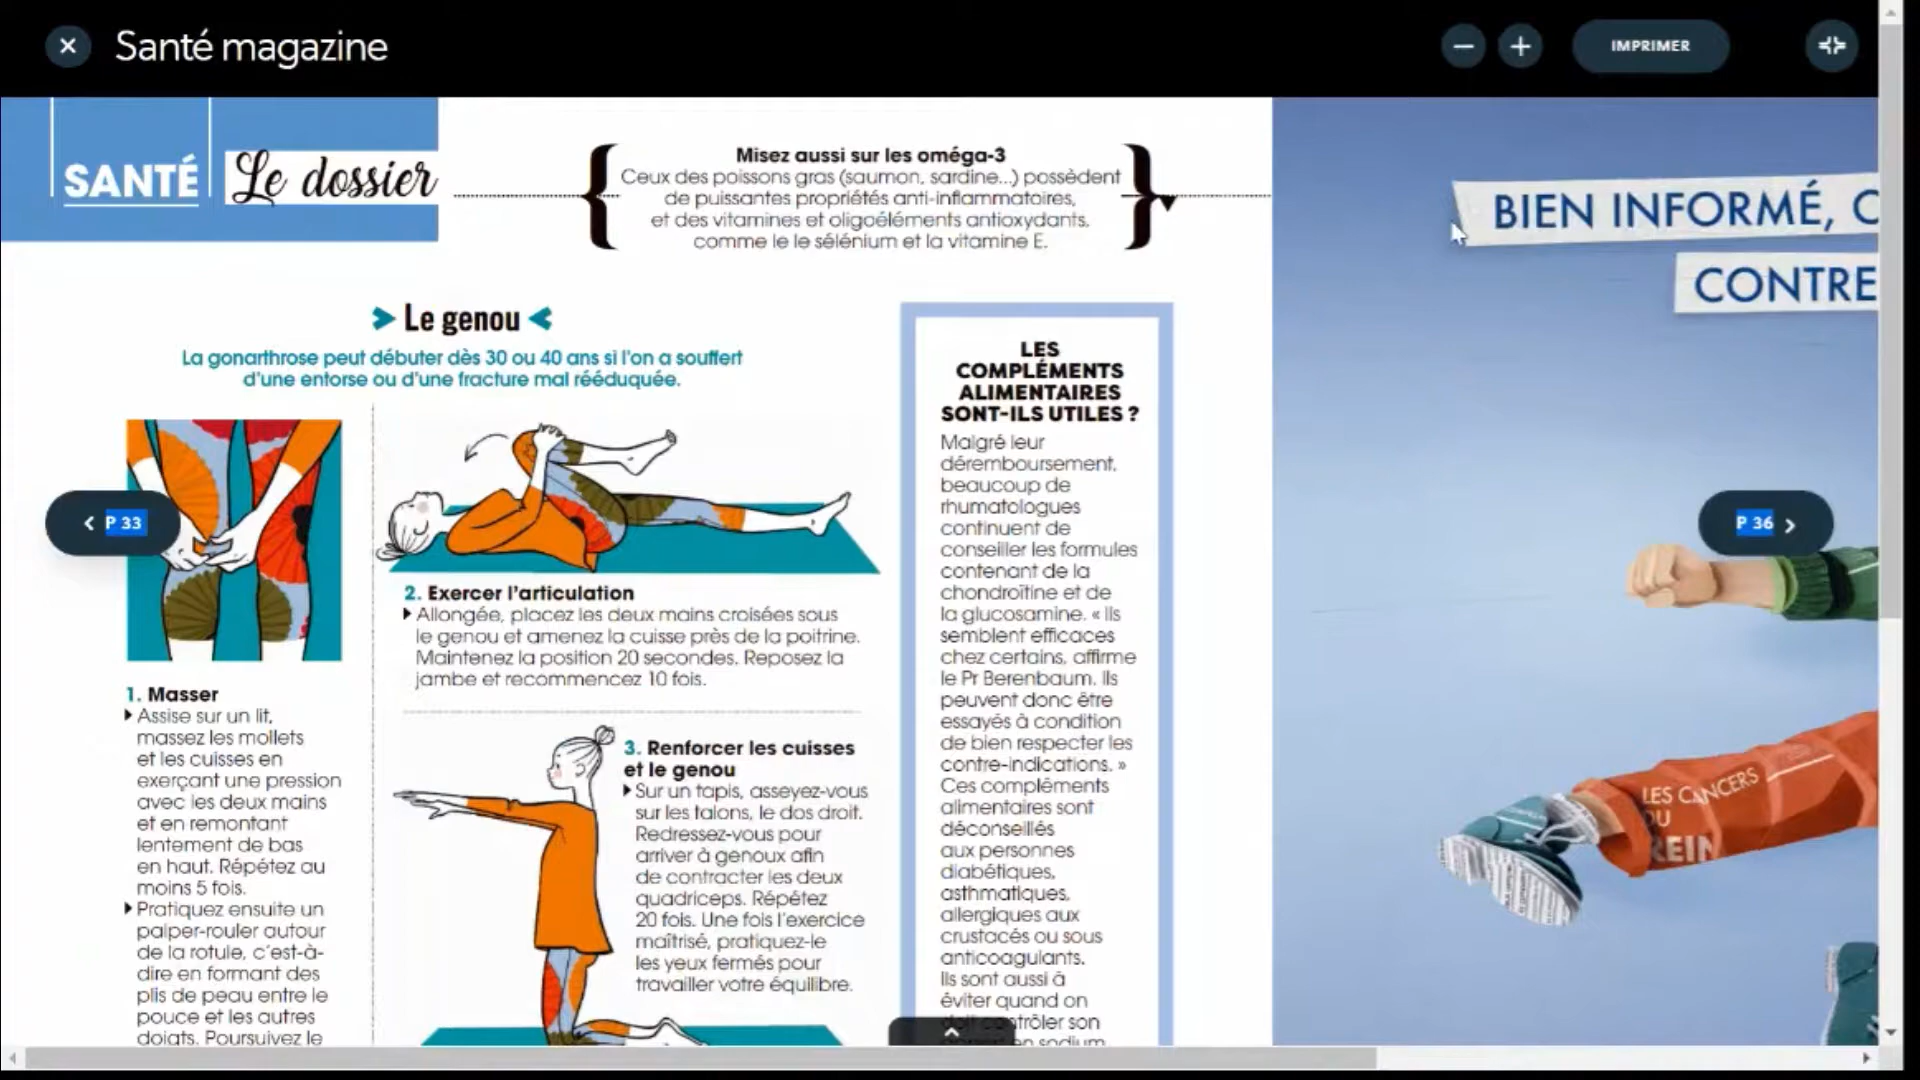 Santé magazine
IMPRIMER
SANTÉ
Le dossier
Misez aussi sur les oméga-3
Ceux des poissons gras (saumon, sardine...) possèdent
de puissantes propriétés anti-inflammatoires,
et des vitamines et oligoéléments antioxydants,
comme le le sélénium et la vitamine E.
Le genou
La gonarthrose peut débuter dès 30 ou 40 ans si l'on a souffert
d'une entorse ou d'une fracture mal rééduquée.
P 33
1. Masser
Assise sur un lit,
massez les mollets
et les cuisses en
exerçant une pression
avec les deux mains
et en remontant
lentement de bas
en haut. Répétez au
moins 5 fois.
Pratiquez ensuite un
palper-rouler autour
de la rotule, c'est-à-
dire en formant des
plis de peau entre le
pouce et les autres
doigts. Poursuivez le
2. Exercer l'articulation
Allongée, placez les deux mains croisées sous
le genou et amenez la cuisse près de la poitrine.
Maintenez la position 20 secondes. Reposez la
jambe et recommencez 10 fois.
3. Renforcer les cuisses
et le genou
Sur un tapis, asseyez-vous
sur les talons, le dos droit.
Redressez-vous pour
arriver à genoux afin
de contracter les deux
quadriceps. Répétez
20 fois. Une fois l'exercice
maîtrisé, pratiquez-le
les yeux fermés pour
travailler votre équilibre.
LES
COMPLÉMENTS
ALIMENTAIRES
SONT-ILS UTILES ?
Malgré leur
déremboursement,
beaucoup de
rhumatologues
continuent de
conseiller les formules
contenant de la
chondroïtine et de
la glucosamine. « Ils
semblent efficaces
chez certains, affirme
le Pr Berenbaum. Ils
peuvent donc être
essayés à condition
de bien respecter les
contre-indications. »
Ces compléments
alimentaires sont
déconseillés
aux personnes
diabétiques,
asthmatiques,
allergiques aux
crustacés ou sous
anticoagulants.
Ils sont aussi à
éviter quand on
doit contrôler son
en sodium
BIEN INFORMÉ, C
CONTRE
P 36
LES CANCERS
DU
REIN